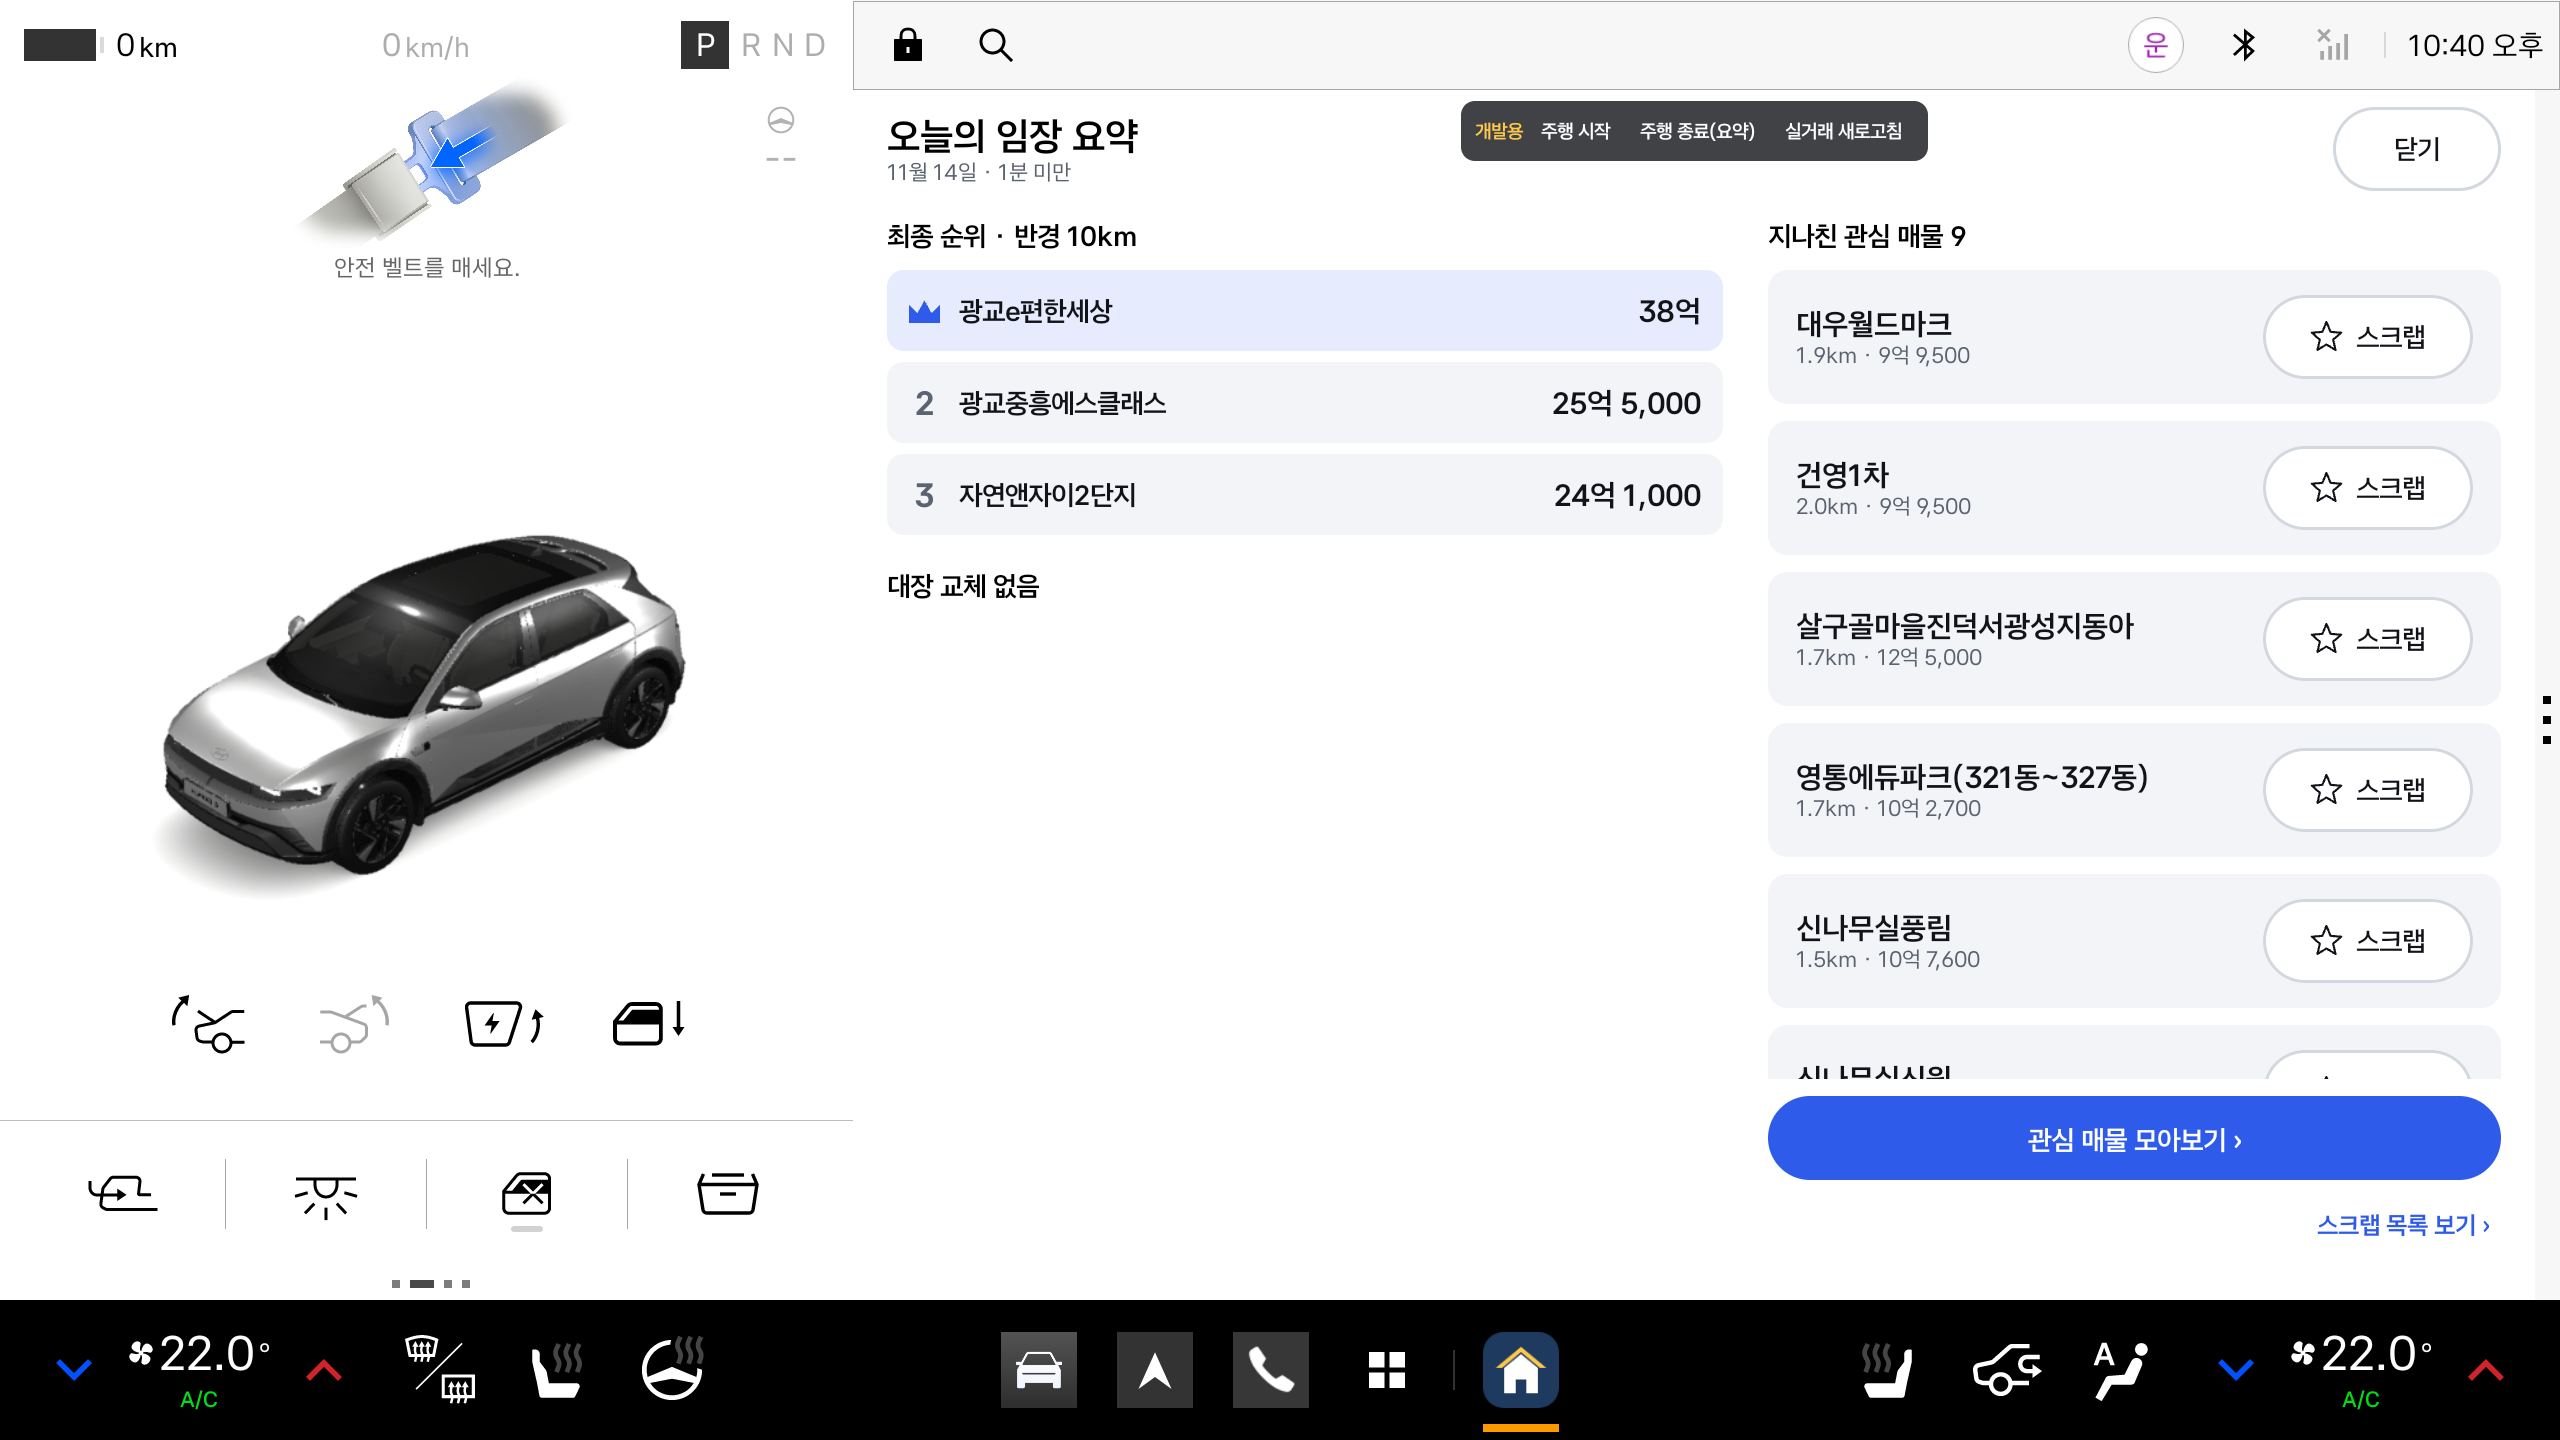 0 km
0 km/h
P R N D
안전 벨트를 매세요.
운
10:40 오후
오늘의 임장 요약
11월 14일 · 1분 미만
개발용 주행 시작 주행 종료(요약) 실거래 새로고침
닫기
최종 순위 · 반경 10km
광교e편한세상 38억
2 광교중흥에스클래스 25억 5,000
3 자연앤자이2단지 24억 1,000
대장 교체 없음
지나친 관심 매물 9
대우월드마크
1.9km · 9억 9,500
스크랩
건영1차
2.0km · 9억 9,500
스크랩
살구골마을진덕서광성지동아
1.7km · 12억 5,000
스크랩
영통에듀파크(321동~327동)
1.7km · 10억 2,700
스크랩
신나무실풍림
1.5km · 10억 7,600
스크랩
관심 매물 모아보기 ›
스크랩 목록 보기 ›
22.0°
A/C
A
22.0°
A/C